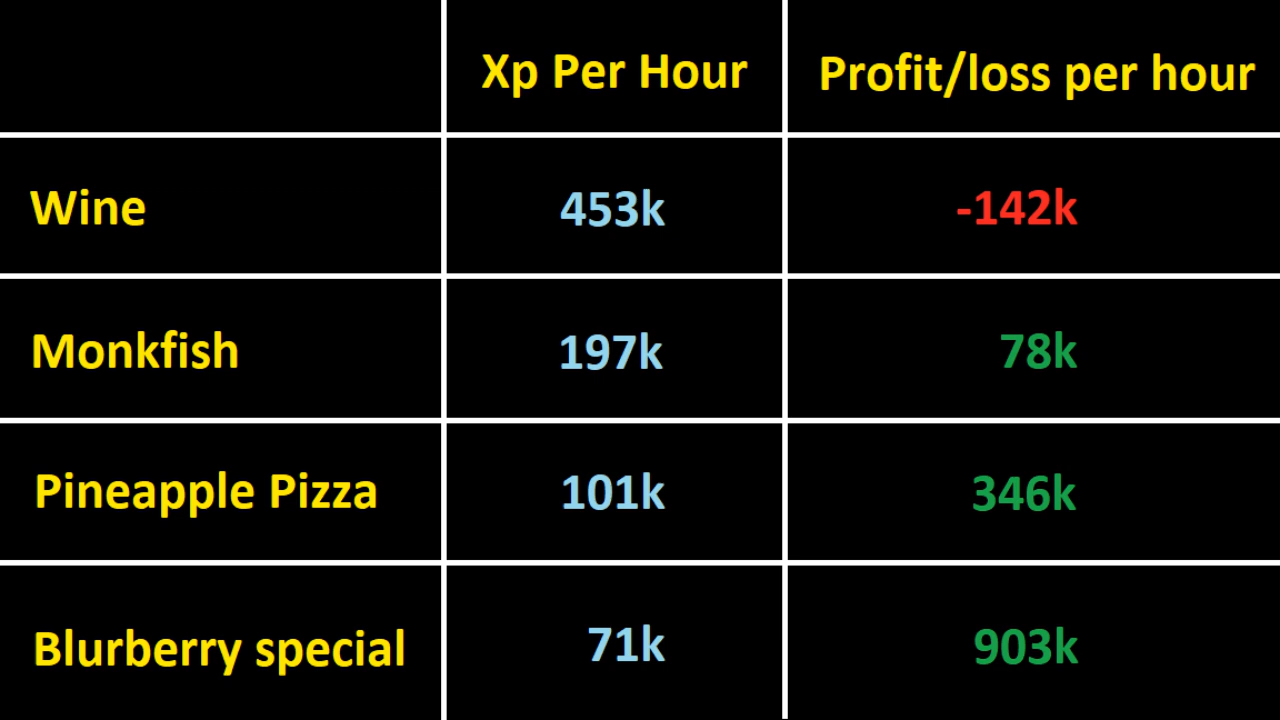 Xp Per Hour Profit/loss per hour
Wine 453k -142k
Monkfish 197k 78k
Pineapple Pizza 101k 346k
Blurberry special 71k 903k